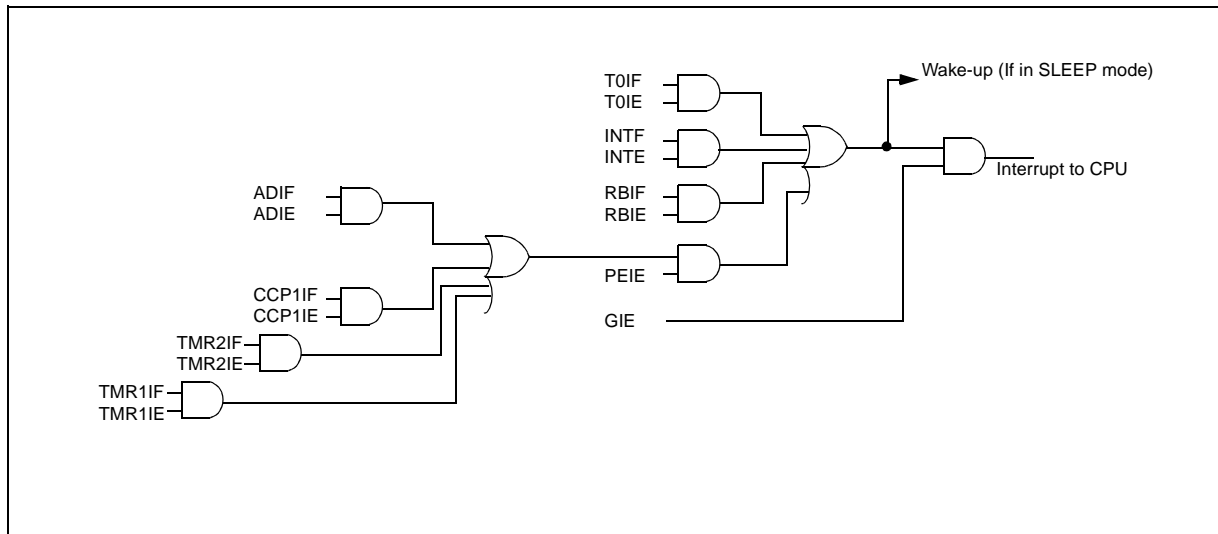 Wake-up (If in SLEEP mode)
T0IF
T0IE
INTF
INTE
Interrupt to CPU
RBIF
RBIE
ADIF
ADIE
PEIE
CCP1IF
CCP1IE
GIE
TMR2IF
TMR2IE
TMR1IF
TMR1IE